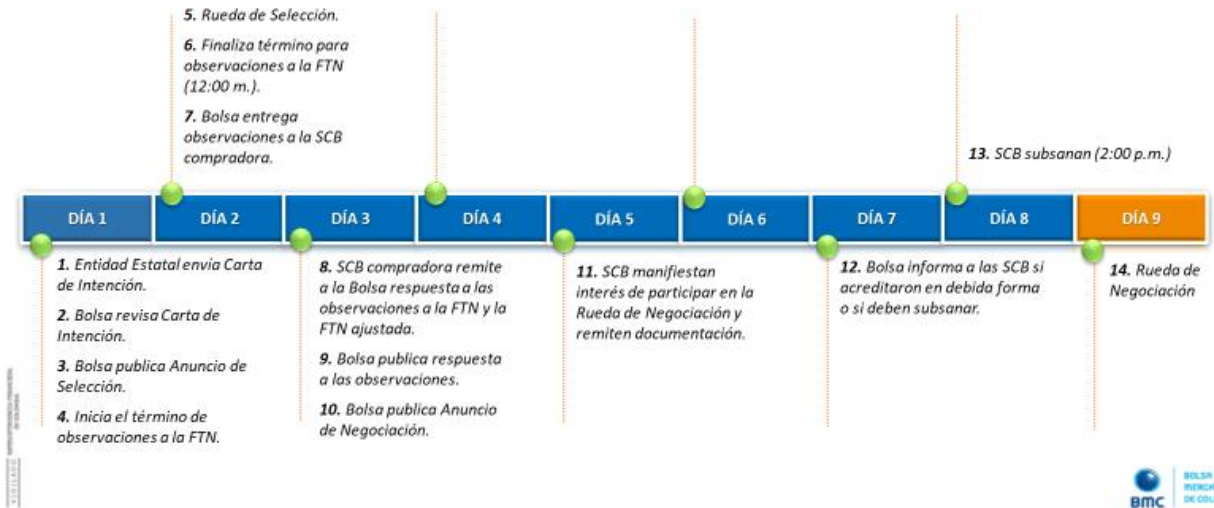 5. Rueda de Selección.
6. Finaliza término para
observaciones a la FTN
(12:00 m.).
7. Bolsa entrega
observaciones a la SCB
compradora.
13. SCB subsanan (2:00 p.m.)
DÍA 1
DÍA 2
DÍA 3
DÍA 4
DÍA 5
DÍA 6
DÍA 7
DÍA 8
DÍA 9
1. Entidad Estatal envía Carta
de Intención.
2. Bolsa revisa Carta de
Intención.
3. Bolsa publica Anuncio de
Selección.
4. Inicia el término de
observaciones a la FTN.
8. SCB compradora remite
a la Bolsa respuesta a las
observaciones a la FTN y la
FTN ajustada.
9. Bolsa publica respuesta
a las observaciones.
10. Bolsa publica Anuncio
de Negociación.
11. SCB manifiestan
interés de participar en la
Rueda de Negociación y
remiten documentación.
12. Bolsa informa a las SCB si
acreditaron en debida forma
o si deben subsanar.
14. Rueda de
Negociación
BMC
BOLSA
MERCA
DE COL